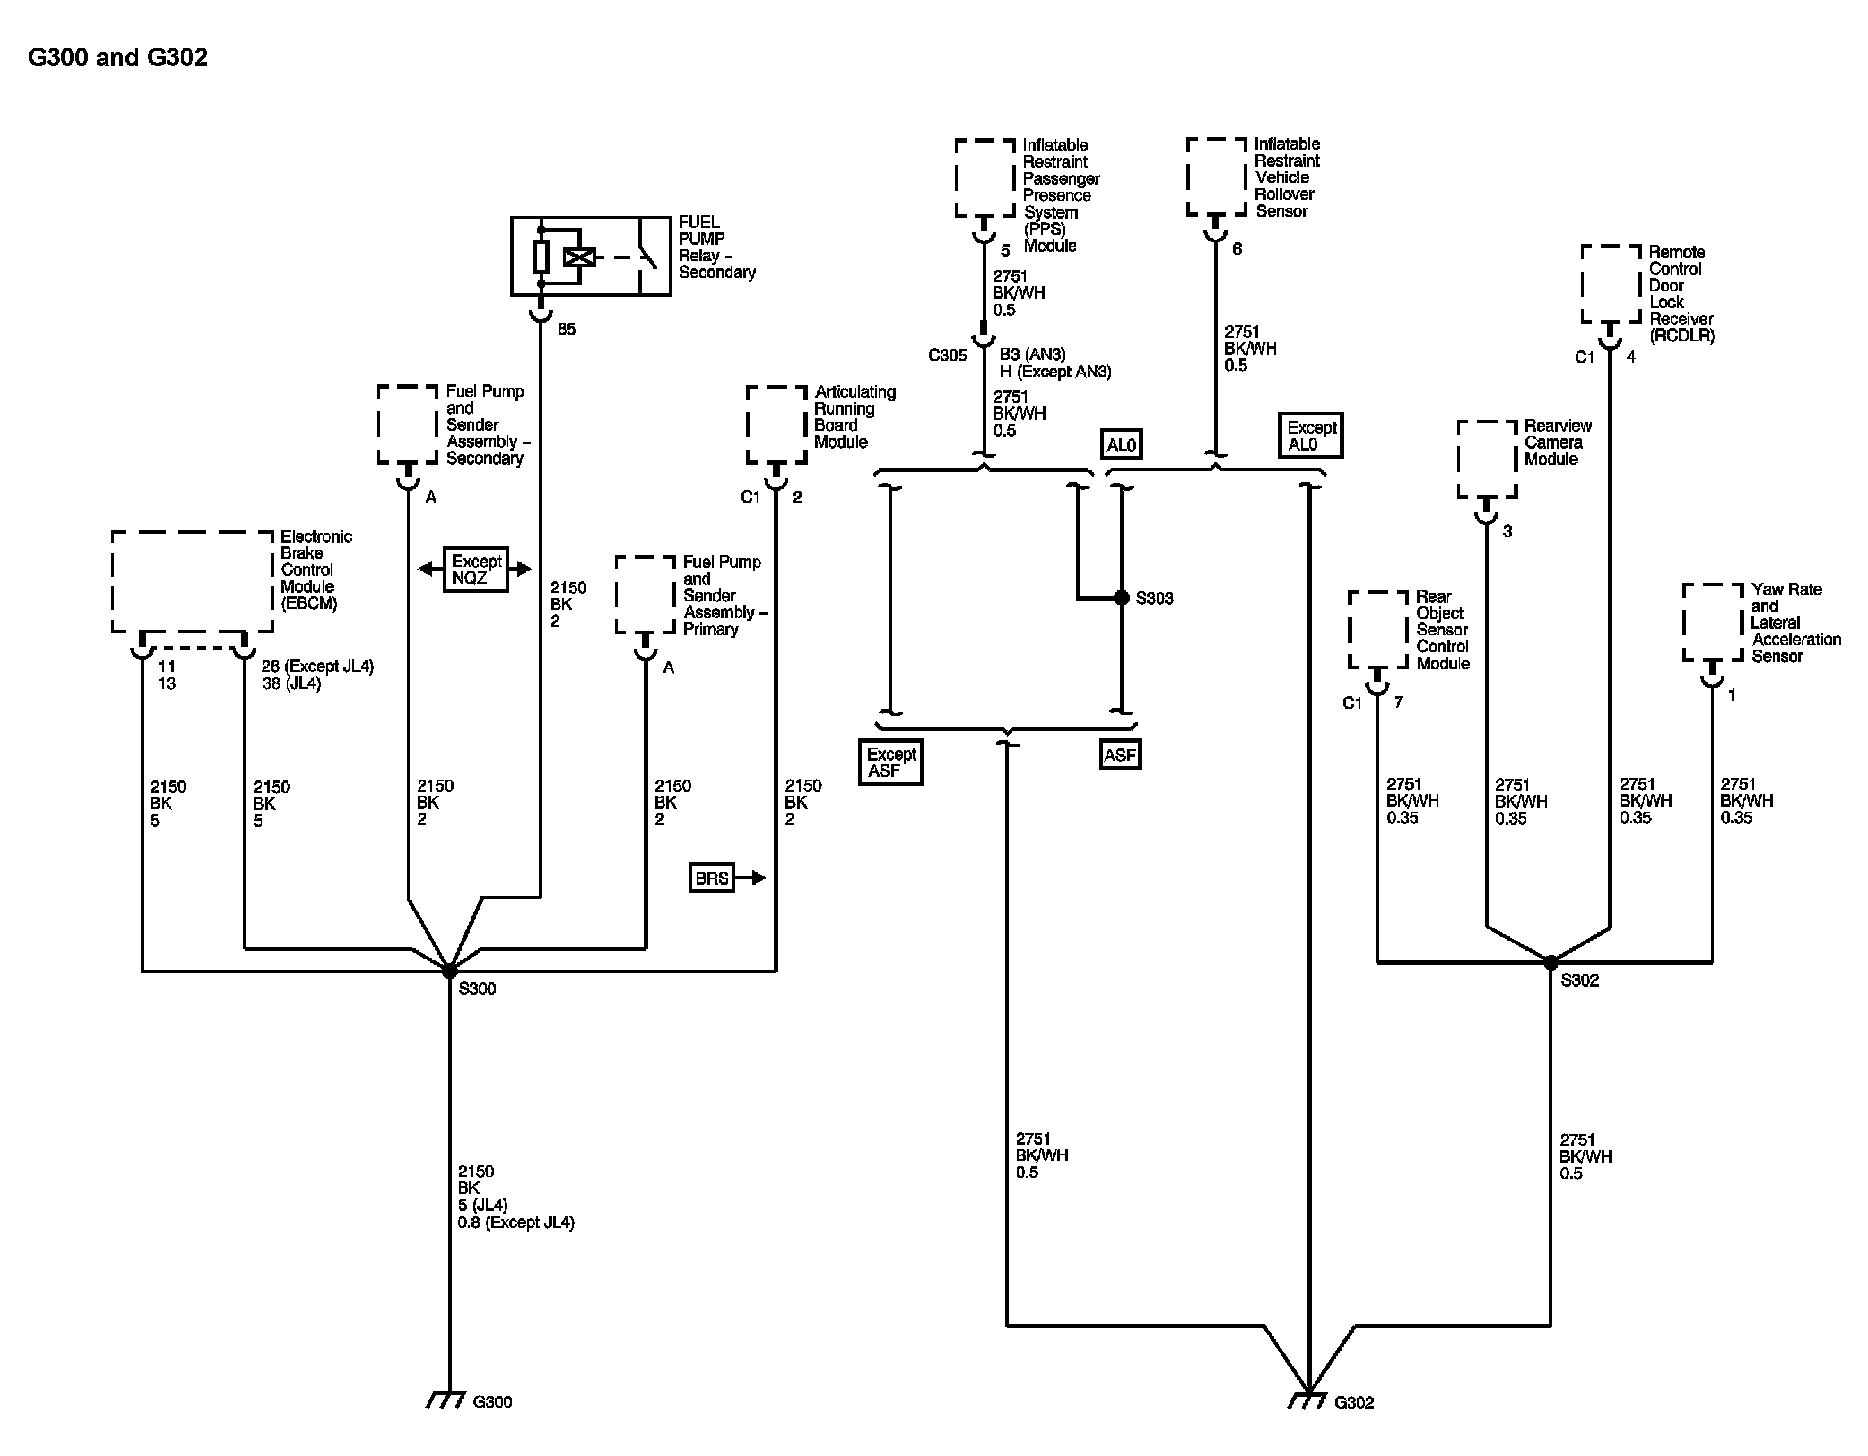 G300 and G302
Inflatable
Restraint
Passenger
Presence
System
(PPS)
Module
5
2751
BK/WH
0.5
C305
B3 (AN3)
H (Except AN3)
2751
BK/WH
0.5
Inflatable
Restraint
Vehicle
Rollover
Sensor
6
2751
BK/WH
0.5
FUEL
PUMP
Relay –
Secondary
85
Remote
Control
Door
Lock
Receiver
(RCDLR)
C1
4
Fuel Pump
and
Sender
Assembly –
Secondary
A
Articulating
Running
Board
Module
C1
2
AL0
Except
AL0
Rearview
Camera
Module
3
Electronic
Brake
Control
Module
(EBCM)
11
13
26 (Except JL4)
38 (JL4)
Except
NQZ
2150
BK
2
Fuel Pump
and
Sender
Assembly –
Primary
A
S303
Rear
Object
Sensor
Control
Module
C1
7
Yaw Rate
and
Lateral
Acceleration
Sensor
1
Except
ASF
ASF
2150
BK
5
2150
BK
5
2150
BK
2
2150
BK
2
2150
BK
2
2751
BK/WH
0.35
2751
BK/WH
0.35
2751
BK/WH
0.35
2751
BK/WH
0.35
BRS
S300
S302
2150
BK
5 (JL4)
0.8 (Except JL4)
2751
BK/WH
0.5
2751
BK/WH
0.5
G300
G302